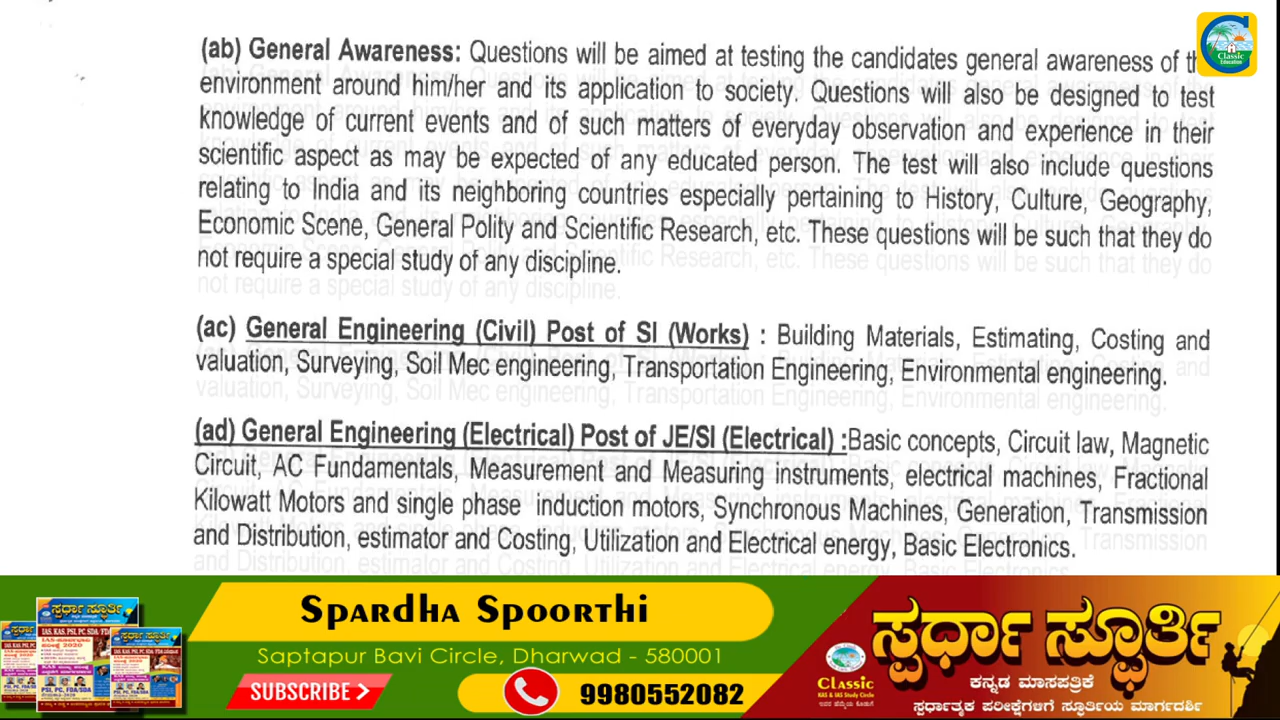 (ab) General Awareness: Questions will be aimed at testing the candidates general awareness of th
environment around him/her and its application to society. Questions will also be designed to test
knowledge of current events and of such matters of everyday observation and experience in their
scientific aspect as may be expected of any educated person. The test will also include questions
relating to India and its neighboring countries especially pertaining to History, Culture, Geography,
Economic Scene, General Polity and Scientific Research, etc. These questions will be such that they do
not require a special study of any discipline.
(ac) General Engineering (Civil) Post of SI (Works) : Building Materials, Estimating, Costing and
valuation, Surveying, Soil Mec engineering, Transportation Engineering, Environmental engineering.
(ad) General Engineering (Electrical) Post of JE/SI (Electrical) :Basic concepts, Circuit law, Magnetic
Circuit, AC Fundamentals, Measurement and Measuring instruments, electrical machines, Fractional
Kilowatt Motors and single phase induction motors, Synchronous Machines, Generation, Transmission
and Distribution, estimator and Costing, Utilization and Electrical energy, Basic Electronics.
Classic
Education
ಸ್ಪರ್ಧಾ ಸ್ಫೂರ್ತಿ
Spardha Spoorthi
Saptapur Bavi Circle, Dharwad - 580001
SUBSCRIBE
9980552082
Classic
KAS & IAS Study Circle
ಸ್ಪರ್ಧಾ ಸ್ಫೂರ್ತಿ
ಕನ್ನಡ ಮಾಸಪತ್ರಿಕೆ
ಸ್ಪರ್ಧಾತ್ಮಕ ಪರೀಕ್ಷೆಗಳಿಗೆ ಸ್ಫೂರ್ತಿಯ ಮಾರ್ಗದರ್ಶಿ